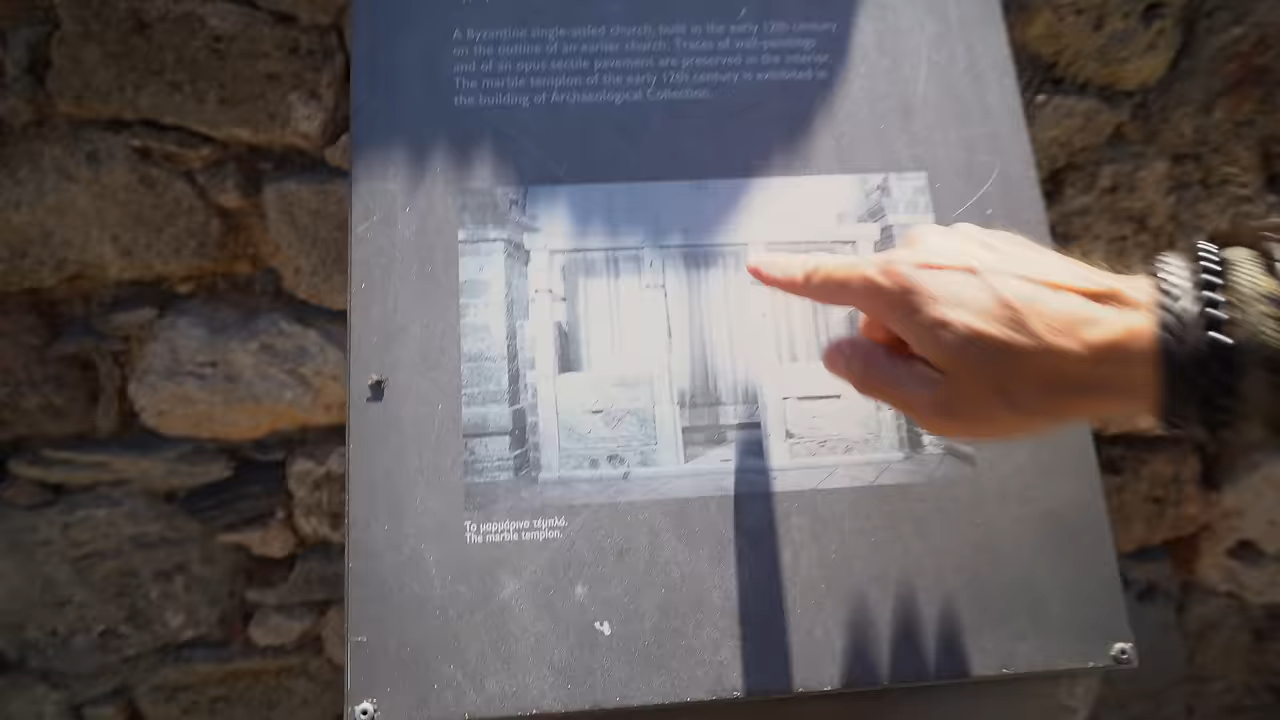 A Byzantine single-aisled church, built in the early 12th century
on the outline of an earlier church. Traces of wall-paintings
and of an opus sectile pavement are preserved in the interior.
The marble templon of the early 12th century is exhibited in
the building of Archaeological Collection.
Το μαρμάρινο τέμπλο.
The marble templon.